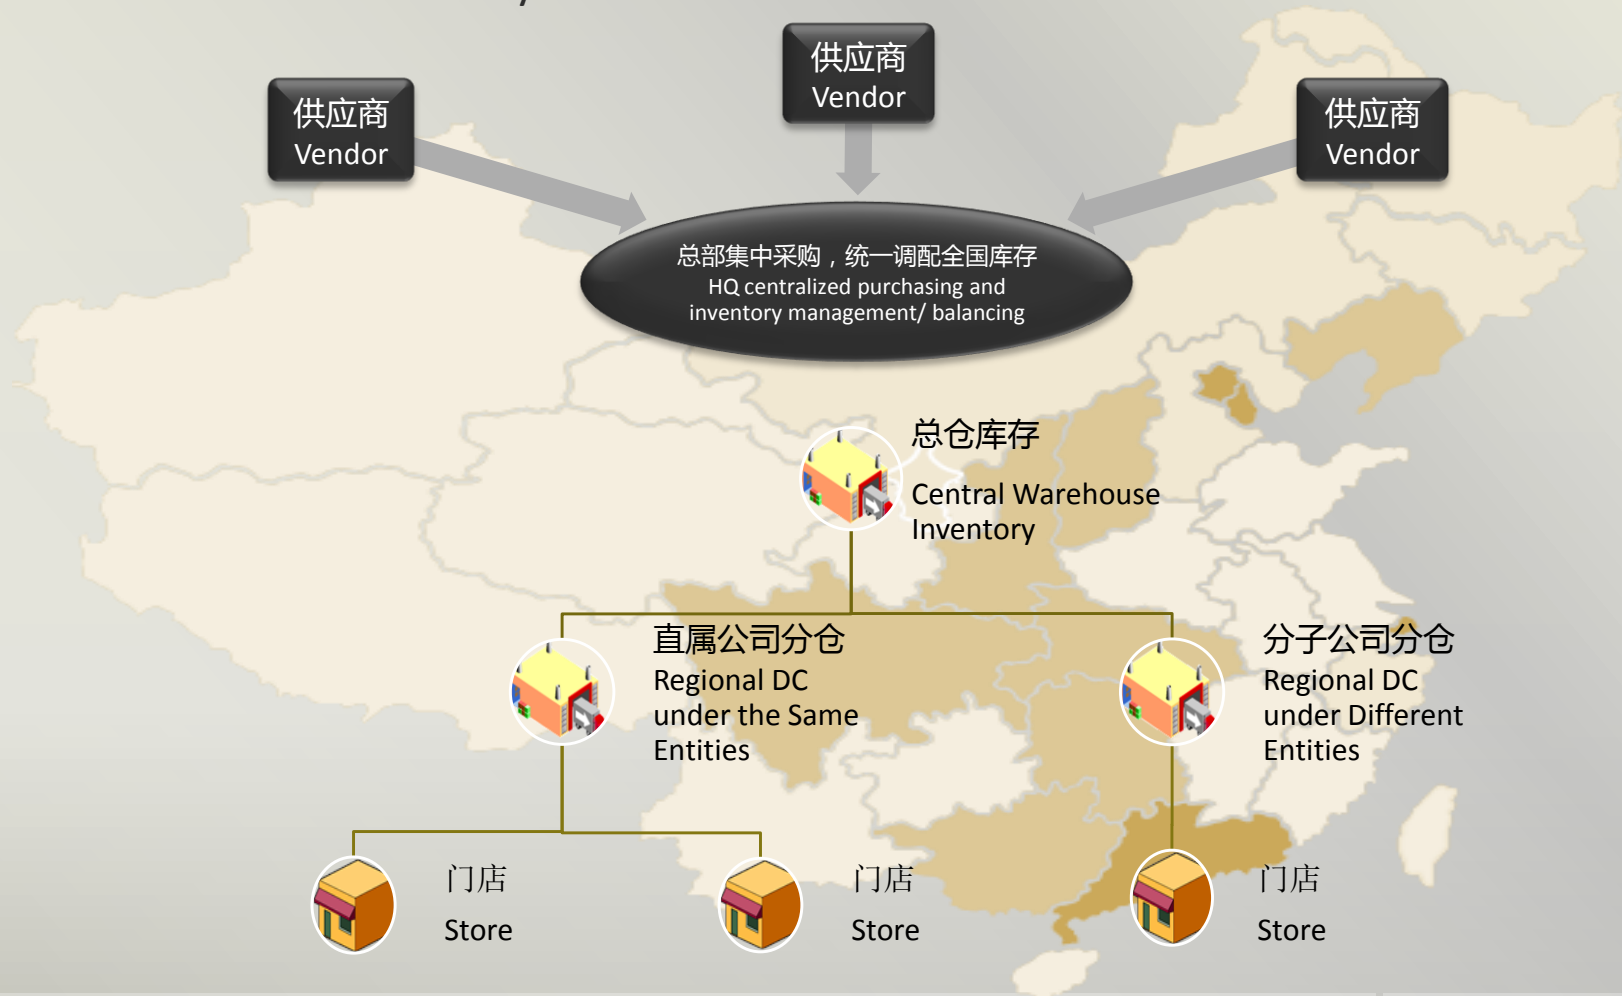 供应商
Vendor
供应商
Vendor
供应商
Vendor
总部集中采购，统一调配全国库存
HQ centralized purchasing and
inventory management/ balancing
总仓库存
Central Warehouse
Inventory
直属公司分仓
Regional DC
under the Same
Entities
分子公司分仓
Regional DC
under Different
Entities
门店
Store
门店
Store
门店
Store